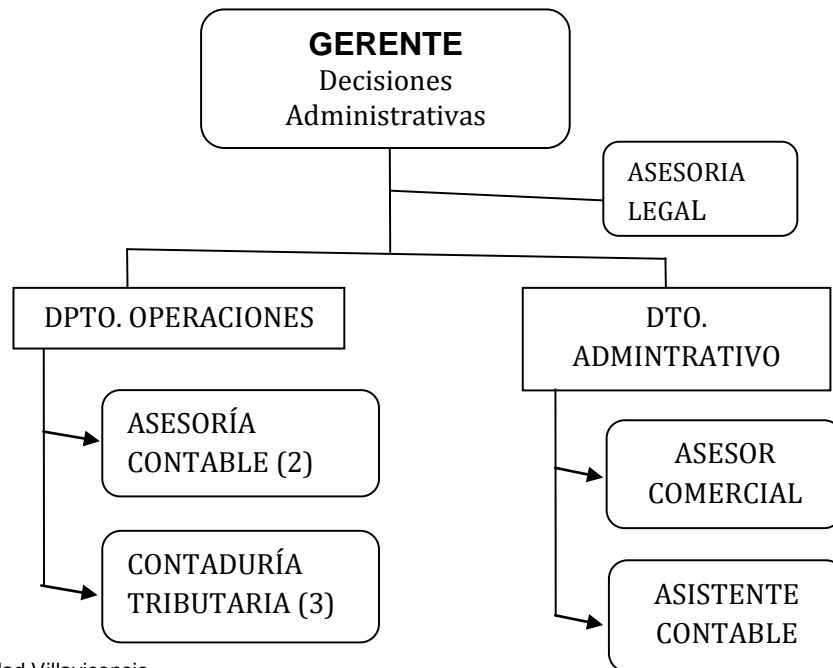 GERENTE
Decisiones
Administrativas
ASESORIA
LEGAL
DPTO. OPERACIONES
ASESORÍA
CONTABLE (2)
CONTADURÍA
TRIBUTARIA (3)
DTO.
ADMINTRATIVO
ASESOR
COMERCIAL
ASISTENTE
CONTABLE